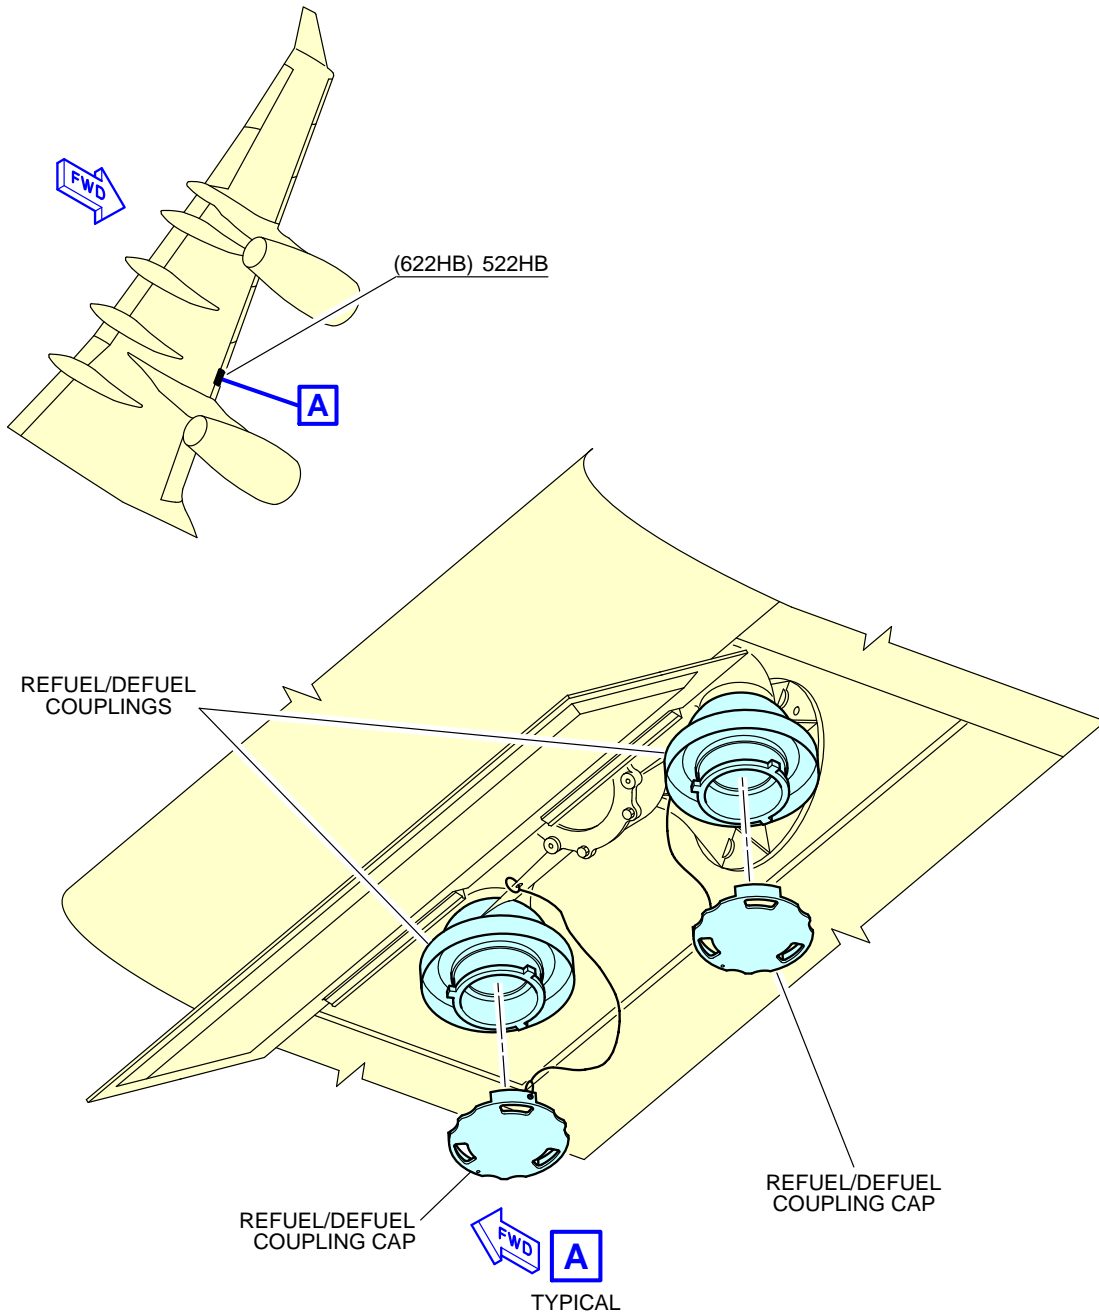 FWD
(622HB) 522HB
A
REFUEL/DEFUEL
COUPLINGS
REFUEL/DEFUEL
COUPLING CAP
REFUEL/DEFUEL
COUPLING CAP
FWD
A
TYPICAL